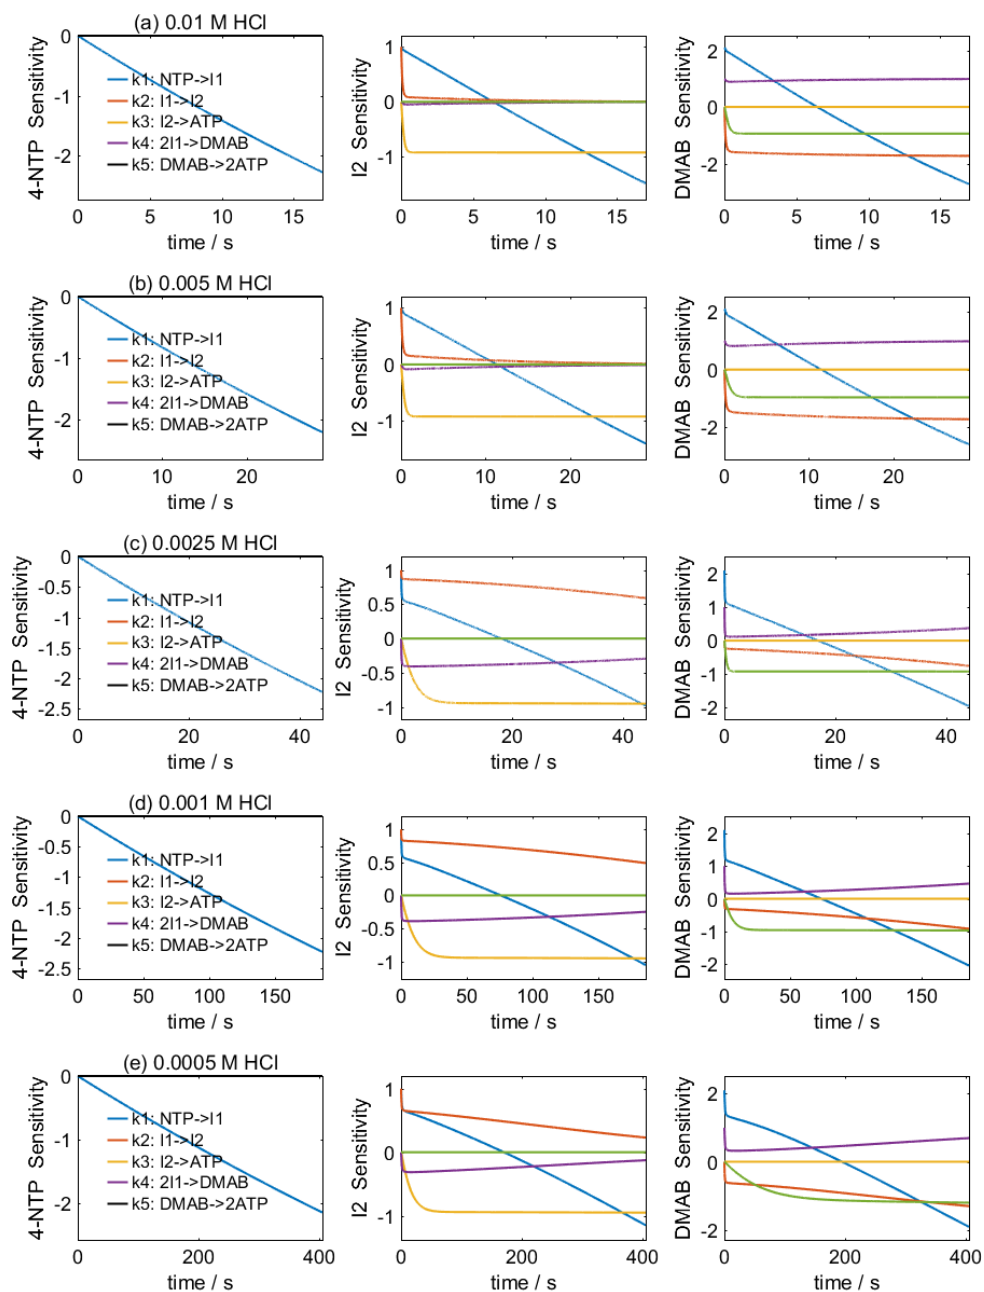 (a) 0.01 M HCl
4-NTP Sensitivity
0
-1
-2
k1: NTP->I1
k2: I1->I2
k3: I2->ATP
k4: 2I1->DMAB
k5: DMAB->2ATP
0 5 10 15
time / s
I2 Sensitivity
1
0
-1
0 5 10 15
time / s
DMAB Sensitivity
2
0
-2
0 5 10 15
time / s
(b) 0.005 M HCl
4-NTP Sensitivity
0
-1
-2
k1: NTP->I1
k2: I1->I2
k3: I2->ATP
k4: 2I1->DMAB
k5: DMAB->2ATP
0 10 20
time / s
I2 Sensitivity
1
0
-1
0 10 20
time / s
DMAB Sensitivity
2
0
-2
0 10 20
time / s
(c) 0.0025 M HCl
4-NTP Sensitivity
0
-0.5
-1
-1.5
-2
-2.5
k1: NTP->I1
k2: I1->I2
k3: I2->ATP
k4: 2I1->DMAB
k5: DMAB->2ATP
0 20 40
time / s
I2 Sensitivity
1
0.5
0
-0.5
-1
0 20 40
time / s
DMAB Sensitivity
2
1
0
-1
-2
0 20 40
time / s
(d) 0.001 M HCl
4-NTP Sensitivity
0
-0.5
-1
-1.5
-2
-2.5
k1: NTP->I1
k2: I1->I2
k3: I2->ATP
k4: 2I1->DMAB
k5: DMAB->2ATP
0 50 100 150
time / s
I2 Sensitivity
1
0.5
0
-0.5
-1
0 50 100 150
time / s
DMAB Sensitivity
2
1
0
-1
-2
0 50 100 150
time / s
(e) 0.0005 M HCl
4-NTP Sensitivity
0
-1
-2
k1: NTP->I1
k2: I1->I2
k3: I2->ATP
k4: 2I1->DMAB
k5: DMAB->2ATP
0 200 400
time / s
I2 Sensitivity
1
0
-1
0 200 400
time / s
DMAB Sensitivity
2
0
-2
0 200 400
time / s